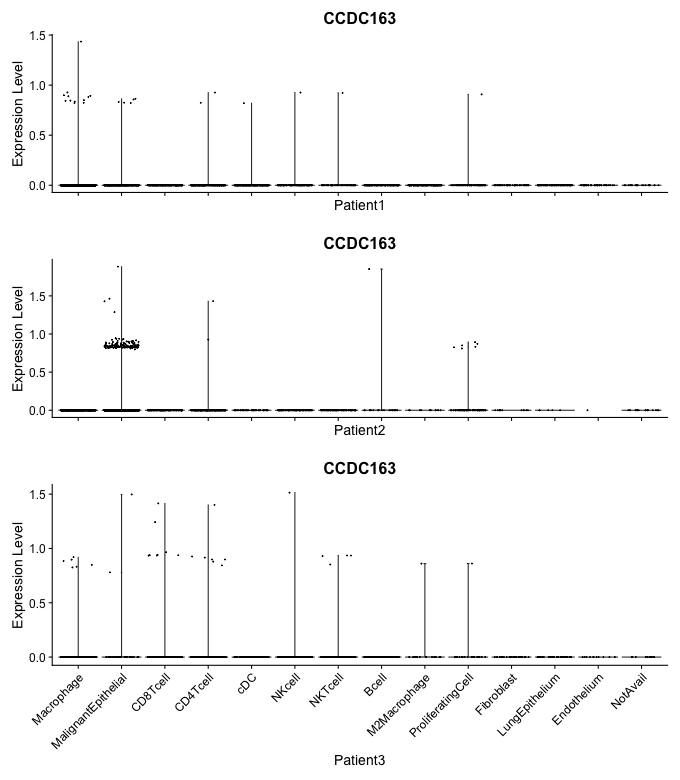 CCDC163
1.5
1.0
0.5
0.0
Expression Level
Patient1
CCDC163
1.5
1.0
0.5
0.0
Expression Level
Patient2
CCDC163
1.5
1.0
0.5
0.0
Expression Level
Macrophage
MalignantEpithelial
CD8Tcell
CD4Tcell
cDC
NKcell
NKTcell
Bcell
M2Macrophage
ProliferatingCell
Fibroblast
LungEpithelium
Endothelium
NotAvail
Patient3